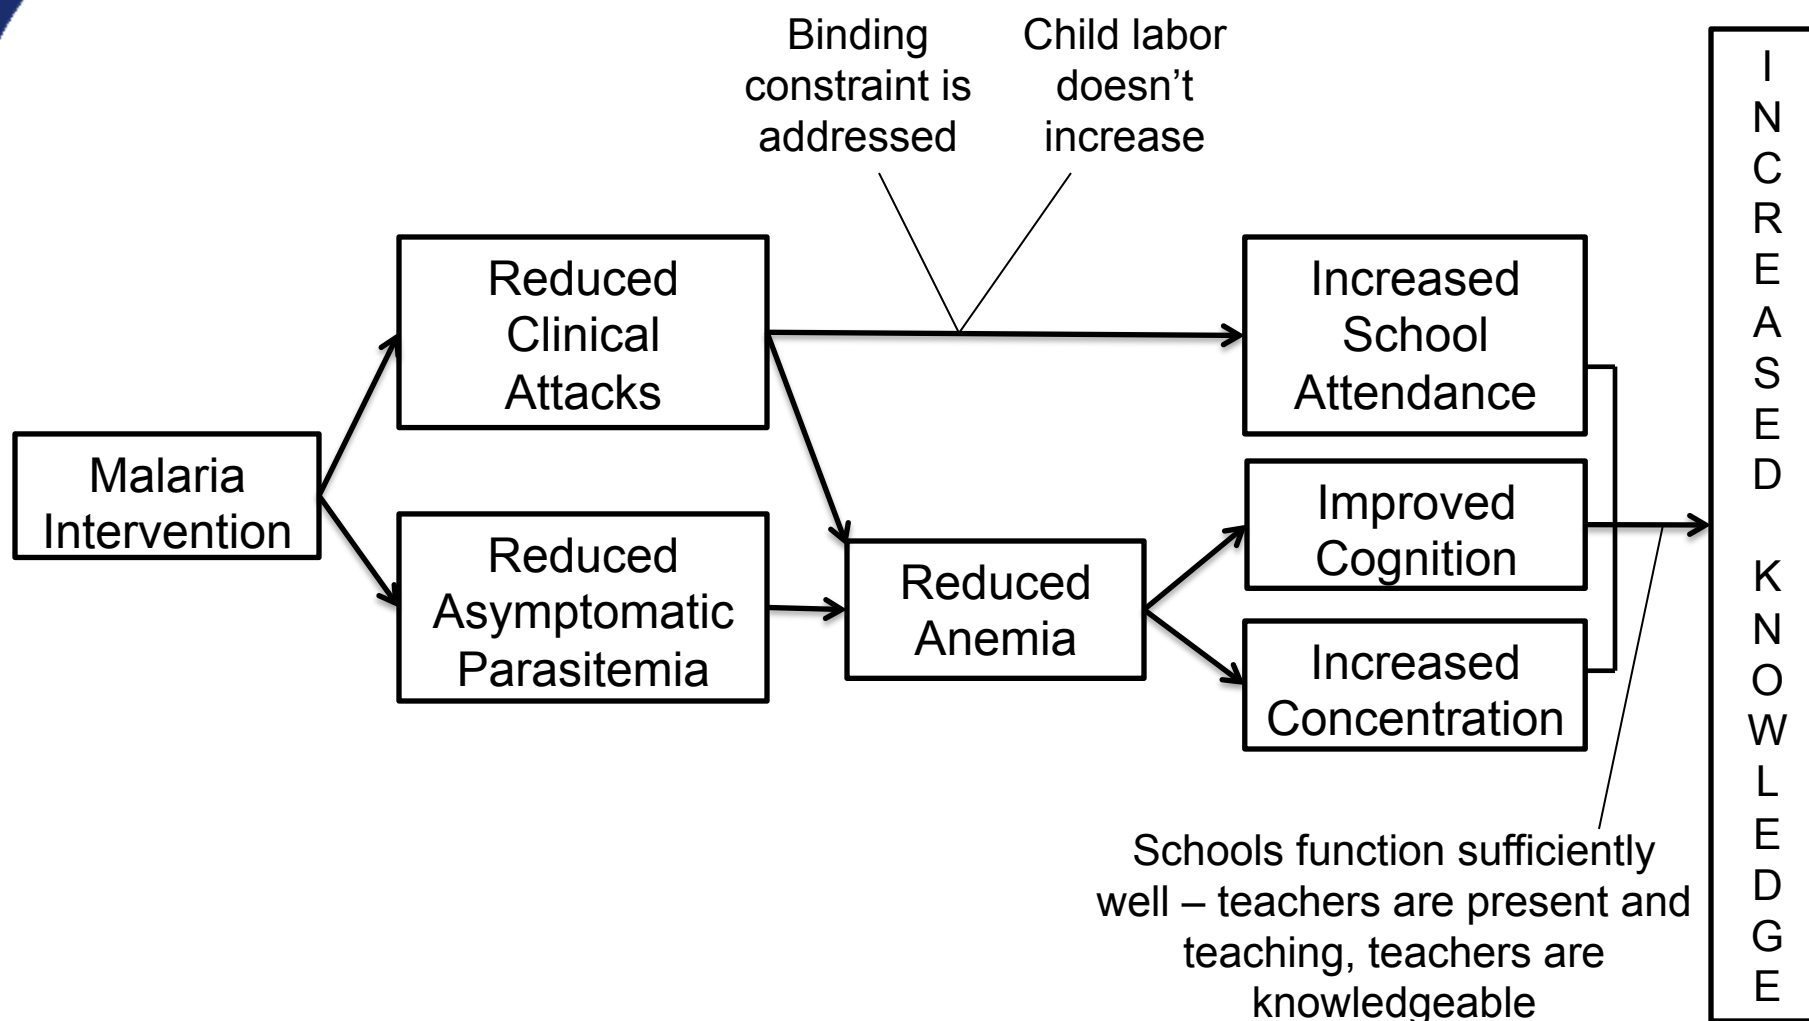 Binding
constraint is
addressed
Child labor
doesn’t
increase
Malaria
Intervention
Reduced
Clinical
Attacks
Reduced
Asymptomatic
Parasitemia
Reduced
Anemia
Increased
School
Attendance
Improved
Cognition
Increased
Concentration
Schools function sufficiently
well – teachers are present and
teaching, teachers are
knowledgeable
I
N
C
R
E
A
S
E
D
K
N
O
W
L
E
D
G
E